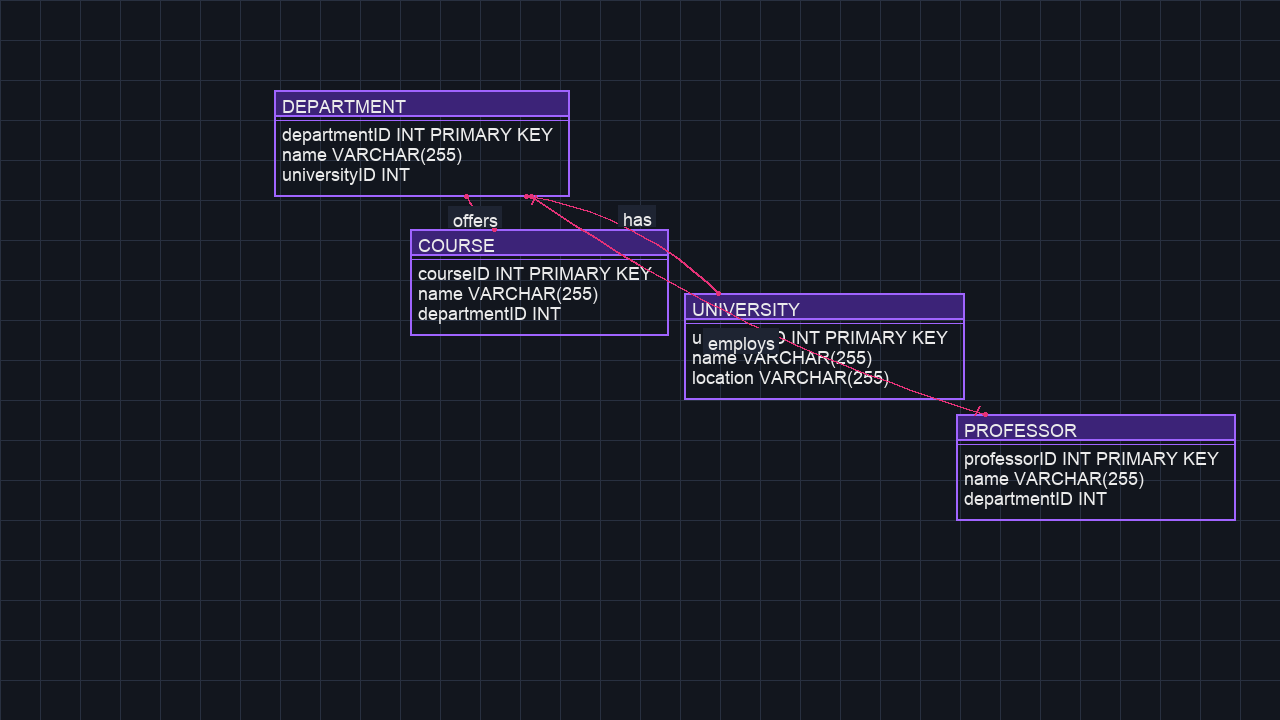 DEPARTMENT
departmentID INT PRIMARY KEY
name VARCHAR(255)
universityID INT
offers
has
COURSE
courseID INT PRIMARY KEY
name VARCHAR(255)
departmentID INT
UNIVERSITY
INT PRIMARY KEY
employs
name VARCHAR(255)
location VARCHAR(255)
PROFESSOR
professorID INT PRIMARY KEY
name VARCHAR(255)
departmentID INT